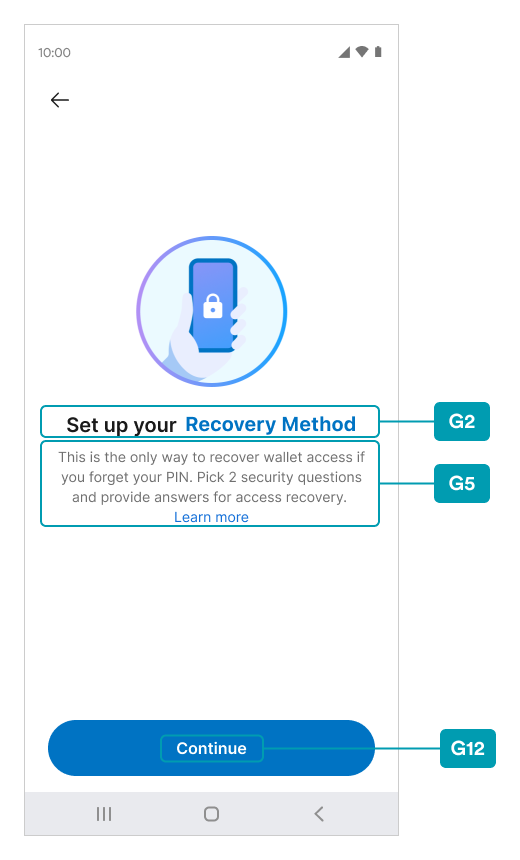 10:00
Set up your Recovery Method
G2
This is the only way to recover wallet access if
you forget your PIN. Pick 2 security questions
and provide answers for access recovery.
Learn more
G5
Continue
G12